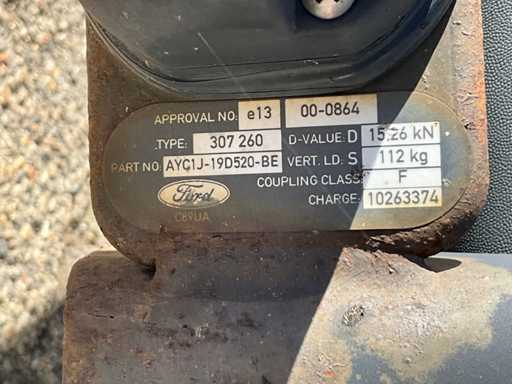 APPROVAL NO: e13 00-0864
TYPE: 307 260 D-VALUE: D 15.26 kN
PART NO: AYC1J-19D520-BE VERT. LD: S 112 kg
COUPLING CLASS: F
Ford
CHARGE: 10263374
C89UA